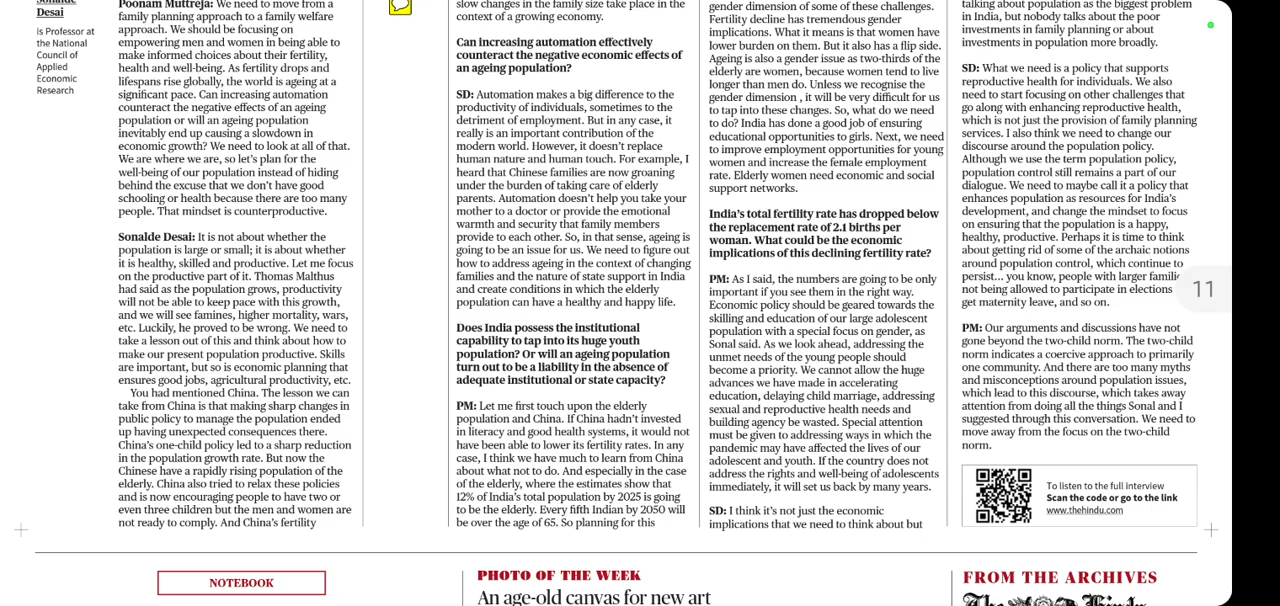 Sonalde
Desai
is Professor at
the National
Council of
Applied
Economic
Research
Poonam Muttreja: We need to move from a
family planning approach to a family welfare
approach. We should be focusing on
empowering men and women in being able to
make informed choices about their fertility,
health and well-being. As fertility drops and
lifespans rise globally, the world is ageing at a
significant pace. Can increasing automation
counteract the negative effects of an ageing
population or will an ageing population
inevitably end up causing a slowdown in
economic growth? We need to look at all of that.
We are where we are, so let's plan for the
well-being of our population instead of hiding
behind the excuse that we don't have good
schooling or health because there are too many
people. That mindset is counterproductive.
Sonalde Desai: It is not about whether the
population is large or small; it is about whether
it is healthy, skilled and productive. Let me focus
on the productive part of it. Thomas Malthus
had said as the population grows, productivity
will not be able to keep pace with this growth,
and we will see famines, higher mortality, wars,
etc. Luckily, he proved to be wrong. We need to
take a lesson out of this and think about how to
make our present population productive. Skills
are important, but so is economic planning that
ensures good jobs, agricultural productivity, etc.
You had mentioned China. The lesson we can
take from China is that making sharp changes in
public policy to manage the population ended
up having unexpected consequences there.
China's one-child policy led to a sharp reduction
in the population growth rate. But now the
Chinese have a rapidly rising population of the
elderly. China also tried to relax these policies
and is now encouraging people to have two or
even three children but the men and women are
not ready to comply. And China's fertility
slow changes in the family size take place in the
context of a growing economy.
Can increasing automation effectively
counteract the negative economic effects of
an ageing population?
SD: Automation makes a big difference to the
productivity of individuals, sometimes to the
detriment of employment. But in any case, it
really is an important contribution of the
modern world. However, it doesn't replace
human nature and human touch. For example, I
heard that Chinese families are now groaning
under the burden of taking care of elderly
parents. Automation doesn't help you take your
mother to a doctor or provide the emotional
warmth and security that family members
provide to each other. So, in that sense, ageing is
going to be an issue for us. We need to figure out
how to address ageing in the context of changing
families and the nature of state support in India
and create conditions in which the elderly
population can have a healthy and happy life.
Does India possess the institutional
capability to tap into its huge youth
population? Or will an ageing population
turn out to be a liability in the absence of
adequate institutional or state capacity?
PM: Let me first touch upon the elderly
population and China. If China hadn't invested
in literacy and good health systems, it would not
have been able to lower its fertility rates. In any
case, I think we have much to learn from China
about what not to do. And especially in the case
of the elderly, where the estimates show that
12% of India's total population by 2025 is going
to be the elderly. Every fifth Indian by 2050 will
be over the age of 65. So planning for this
gender dimension of some of these challenges.
Fertility decline has tremendous gender
implications. What it means is that women have
lower burden on them. But it also has a flip side.
Ageing is also a gender issue as two-thirds of the
elderly are women, because women tend to live
longer than men do. Unless we recognise the
gender dimension , it will be very difficult for us
to tap into these changes. So, what do we need
to do? India has done a good job of ensuring
educational opportunities to girls. Next, we need
to improve employment opportunities for young
women and increase the female employment
rate. Elderly women need economic and social
support networks.
India's total fertility rate has dropped below
the replacement rate of 2.1 births per
woman. What could be the economic
implications of this declining fertility rate?
PM: As I said, the numbers are going to be only
important if you see them in the right way.
Economic policy should be geared towards the
skilling and education of our large adolescent
population with a special focus on gender, as
Sonal said. As we look ahead, addressing the
unmet needs of the young people should
become a priority. We cannot allow the huge
advances we have made in accelerating
education, delaying child marriage, addressing
sexual and reproductive health needs and
building agency be wasted. Special attention
must be given to addressing ways in which the
pandemic may have affected the lives of our
adolescent and youth. If the country does not
address the rights and well-being of adolescents
immediately, it will set us back by many years.
SD: I think it's not just the economic
implications that we need to think about but
talking about population as the biggest problem
in India, but nobody talks about the poor
investments in family planning or about
investments in population more broadly.
SD: What we need is a policy that supports
reproductive health for individuals. We also
need to start focusing on other challenges that
go along with enhancing reproductive health,
which is not just the provision of family planning
services. I also think we need to change our
discourse around the population policy.
Although we use the term population policy,
population control still remains a part of our
dialogue. We need to maybe call it a policy that
enhances population as resources for India's
development, and change the mindset to focus
on ensuring that the population is a happy,
healthy, productive. Perhaps it is time to think
about getting rid of some of the archaic notions
around population control, which continue to
persist... you know, people with larger famili
not being allowed to participate in elections
get maternity leave, and so on.
11
PM: Our arguments and discussions have not
gone beyond the two-child norm. The two-child
norm indicates a coercive approach to primarily
one community. And there are too many myths
and misconceptions around population issues,
which lead to this discourse, which takes away
attention from doing all the things Sonal and I
suggested through this conversation. We need to
move away from the focus on the two-child
norm.
To listen to the full interview
Scan the code or go to the link
www.thehindu.com
NOTEBOOK
PHOTO OF THE WEEK
An age-old canvas for new art
FROM THE ARCHIVES
The Hindu